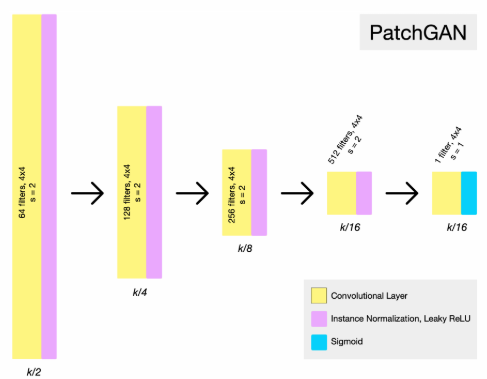 PatchGAN
64 filters, 4x4
s = 2
k/2
128 filters, 4x4
s = 2
k/4
256 filters, 4x4
s = 2
k/8
512 filters, 4x4
s = 2
k/16
1 filter, 4x4
s = 1
k/16
Convolutional Layer
Instance Normalization, Leaky ReLU
Sigmoid